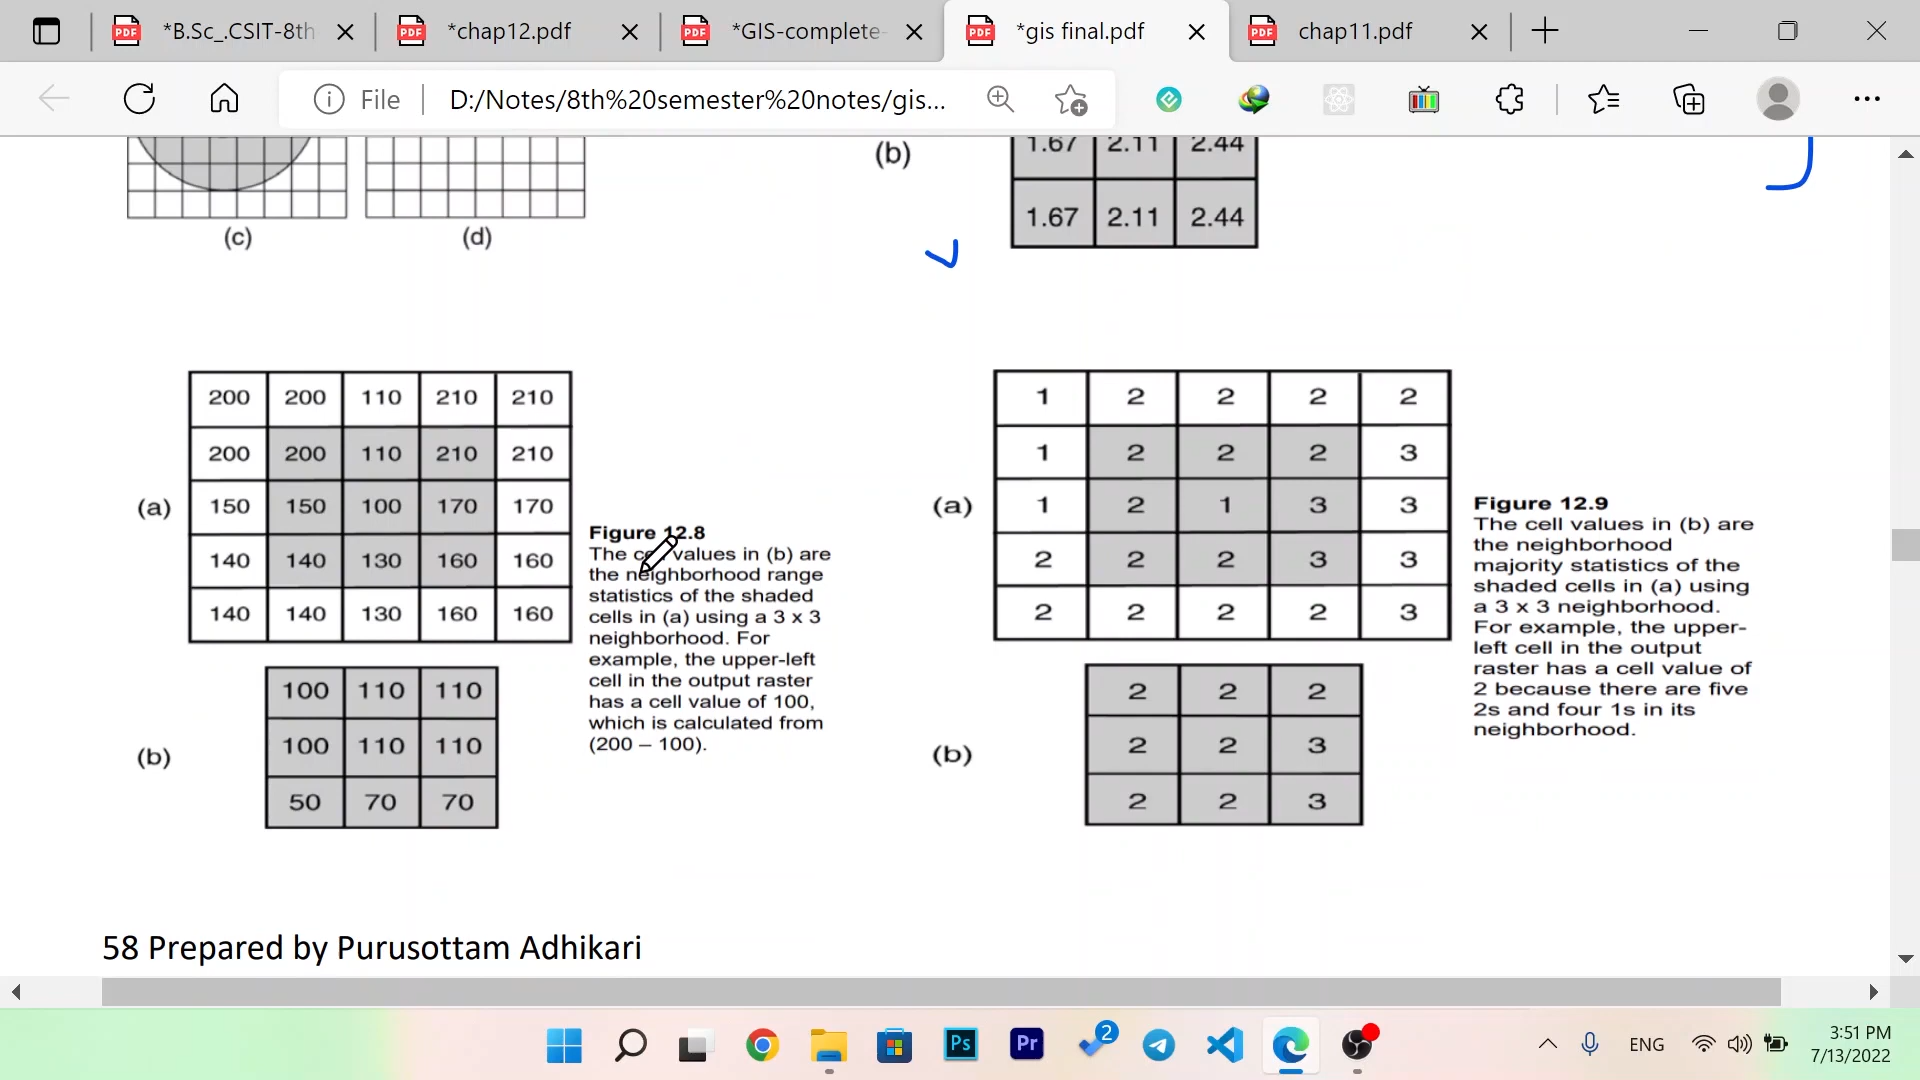 *B.Sc_.CSIT-8th
*chap12.pdf
*GIS-complete-
*gis final.pdf
chap11.pdf
File
D:/Notes/8th%20semester%20notes/gis...
(c)
(d)
(b)
1.67 2.11 2.44
1.67 2.11 2.44
(a)
200 200 110 210 210
200 200 110 210 210
150 150 100 170 170
140 140 130 160 160
140 140 130 160 160
(b)
100 110 110
100 110 110
50 70 70
Figure 12.8
The cell values in (b) are
the neighborhood range
statistics of the shaded
cells in (a) using a 3 x 3
neighborhood. For
example, the upper-left
cell in the output raster
has a cell value of 100,
which is calculated from
(200 – 100).
(a)
1 2 2 2 2
1 2 2 2 3
1 2 1 3 3
2 2 2 3 3
2 2 2 2 3
(b)
2 2 2
2 2 3
2 2 3
Figure 12.9
The cell values in (b) are
the neighborhood
majority statistics of the
shaded cells in (a) using
a 3 x 3 neighborhood.
For example, the upper-
left cell in the output
raster has a cell value of
2 because there are five
2s and four 1s in its
neighborhood.
58 Prepared by Purusottam Adhikari
Ps
Pr
2
ENG
3:51 PM
7/13/2022